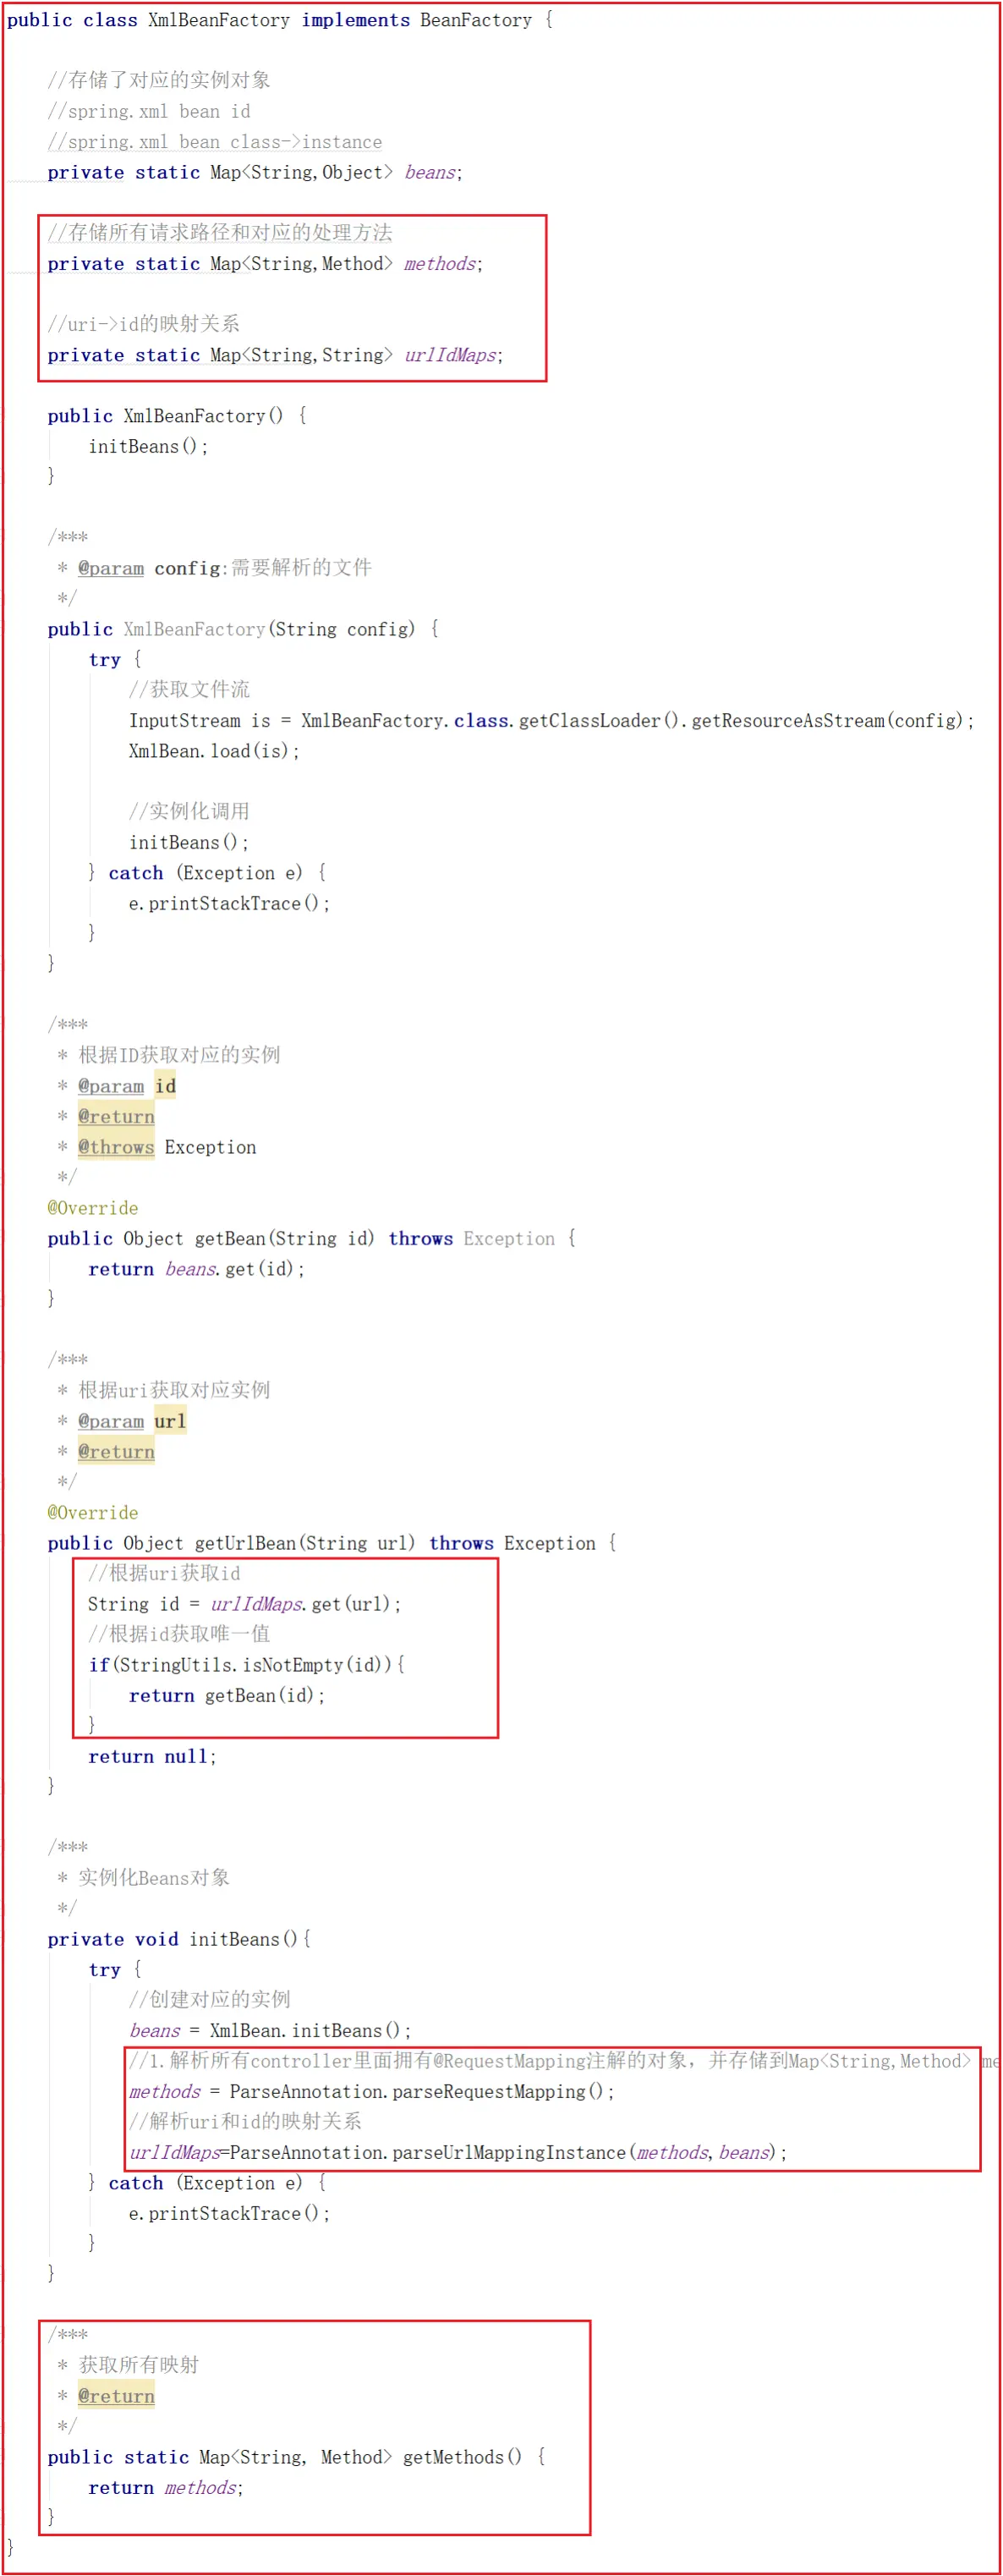 public class XmlBeanFactory implements BeanFactory {
//存储了对应的实例对象
//spring.xml bean id
//spring.xml bean class->instance
private static Map<String,Object> beans;
//存储所有请求路径和对应的处理方法
private static Map<String,Method> methods;
//uri->id的映射关系
private static Map<String,String> urlIdMaps;
public XmlBeanFactory() {
initBeans();
}
/***
* @param config:需要解析的文件
*/
public XmlBeanFactory(String config) {
try {
//获取文件流
InputStream is = XmlBeanFactory.class.getClassLoader().getResourceAsStream(config);
XmlBean.load(is);
//实例化调用
initBeans();
} catch (Exception e) {
e.printStackTrace();
}
}
/***
* 根据ID获取对应的实例
* @param id
* @return
* @throws Exception
*/
@Override
public Object getBean(String id) throws Exception {
return beans.get(id);
}
/***
* 根据uri获取对应实例
* @param url
* @return
*/
@Override
public Object getUrlBean(String url) throws Exception {
//根据uri获取id
String id = urlIdMaps.get(url);
//根据id获取唯一值
if(StringUtils.isNotEmpty(id)){
return getBean(id);
}
return null;
}
/***
* 实例化Beans对象
*/
private void initBeans(){
try {
//创建对应的实例
beans = XmlBean.initBeans();
//1.解析所有controller里面拥有@RequestMapping注解的对象，并存储到Map<String,Method> me
methods = ParseAnnotation.parseRequestMapping();
//解析uri和id的映射关系
urlIdMaps=ParseAnnotation.parseUrlMappingInstance(methods,beans);
} catch (Exception e) {
e.printStackTrace();
}
}
/***
* 获取所有映射
* @return
*/
public static Map<String, Method> getMethods() {
return methods;
}
}